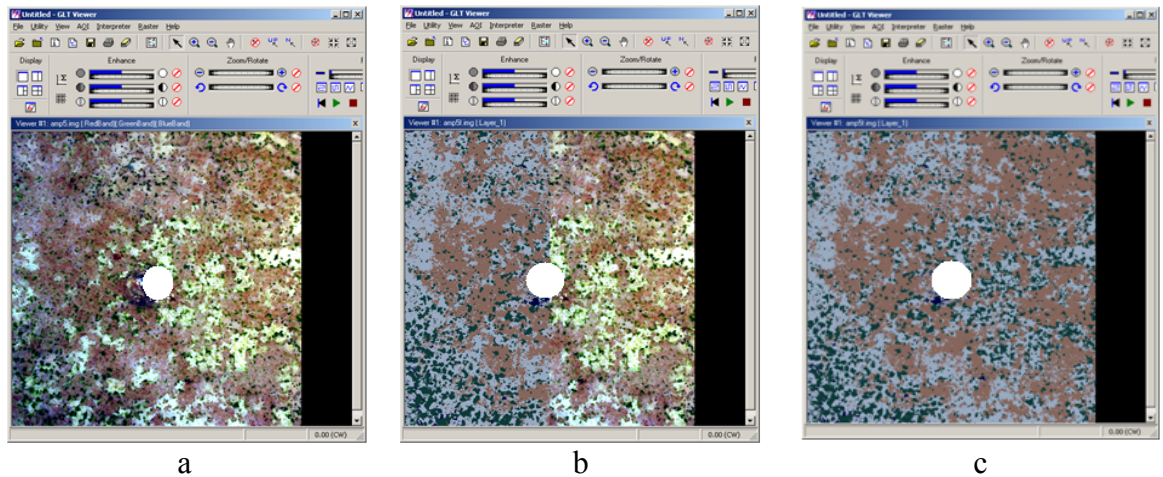 Untitled - GLT Viewer
File Utility View AOI Interpreter Raster Help
Display Enhance Zoom/Rotate
Viewer #1: amp5.img (:RedBand)(:GreenBand)(:BlueBand)
0.00 (CW)
a
Untitled - GLT Viewer
File Utility View AOI Interpreter Raster Help
Display Enhance Zoom/Rotate
Viewer #1: amp5l.img (:Layer_1)
0.00 (CW)
b
Untitled - GLT Viewer
File Utility View AOI Interpreter Raster Help
Display Enhance Zoom/Rotate
Viewer #1: amp5l.img (:Layer_1)
0.00 (CW)
c